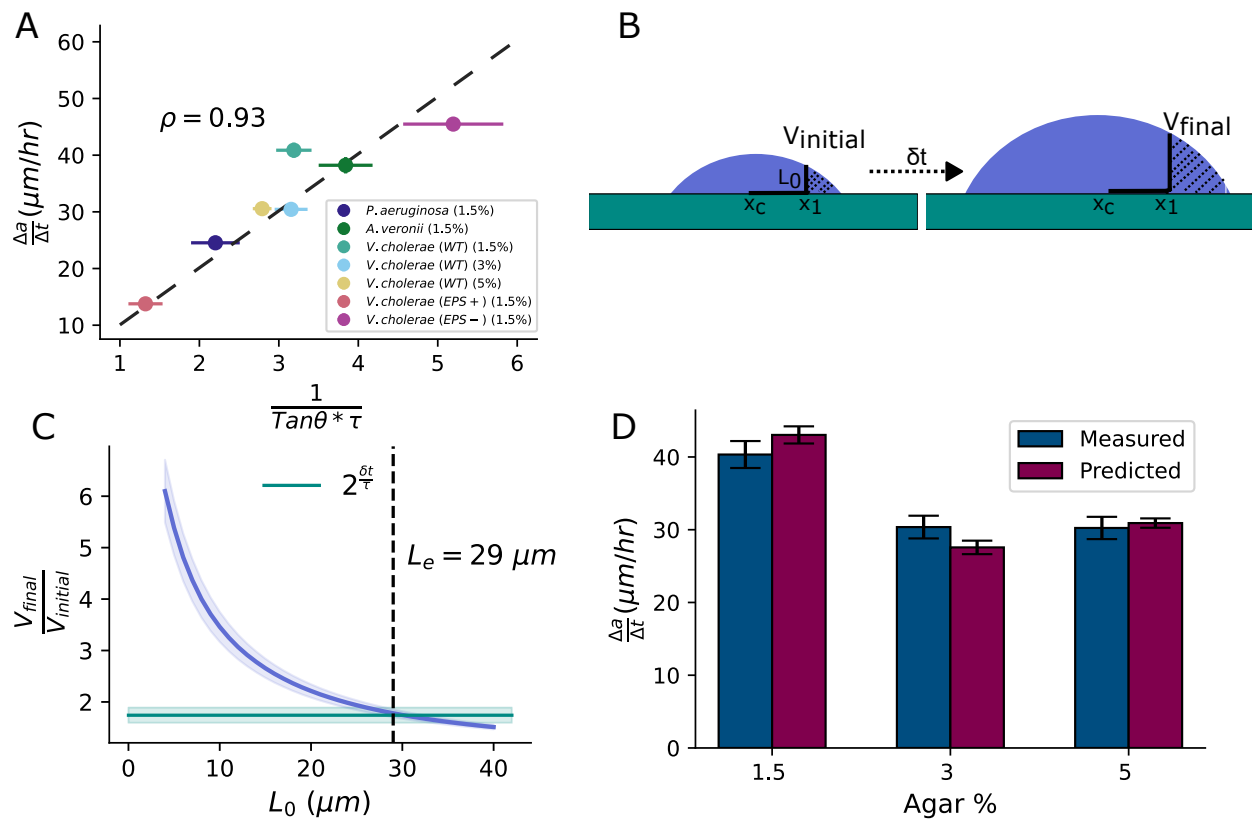 A
60
50
40
30
20
10
Δa/Δt (μm/hr)
ρ = 0.93
P. aeruginosa (1.5%)
A. veronii (1.5%)
V. cholerae (WT) (1.5%)
V. cholerae (WT) (3%)
V. cholerae (WT) (5%)
V. cholerae (EPS +) (1.5%)
V. cholerae (EPS −) (1.5%)
1 2 3 4 5 6
1/(Tanθ * τ)
B
V_initial
L_0
x_c x_1
δt
V_final
x_c x_1
C
6
5
4
3
2
V_final/V_initial
2^(δt/τ)
L_e = 29 μm
0 10 20 30 40
L_0 (μm)
D
40
30
20
10
0
Δa/Δt (μm/hr)
Measured
Predicted
1.5 3 5
Agar %